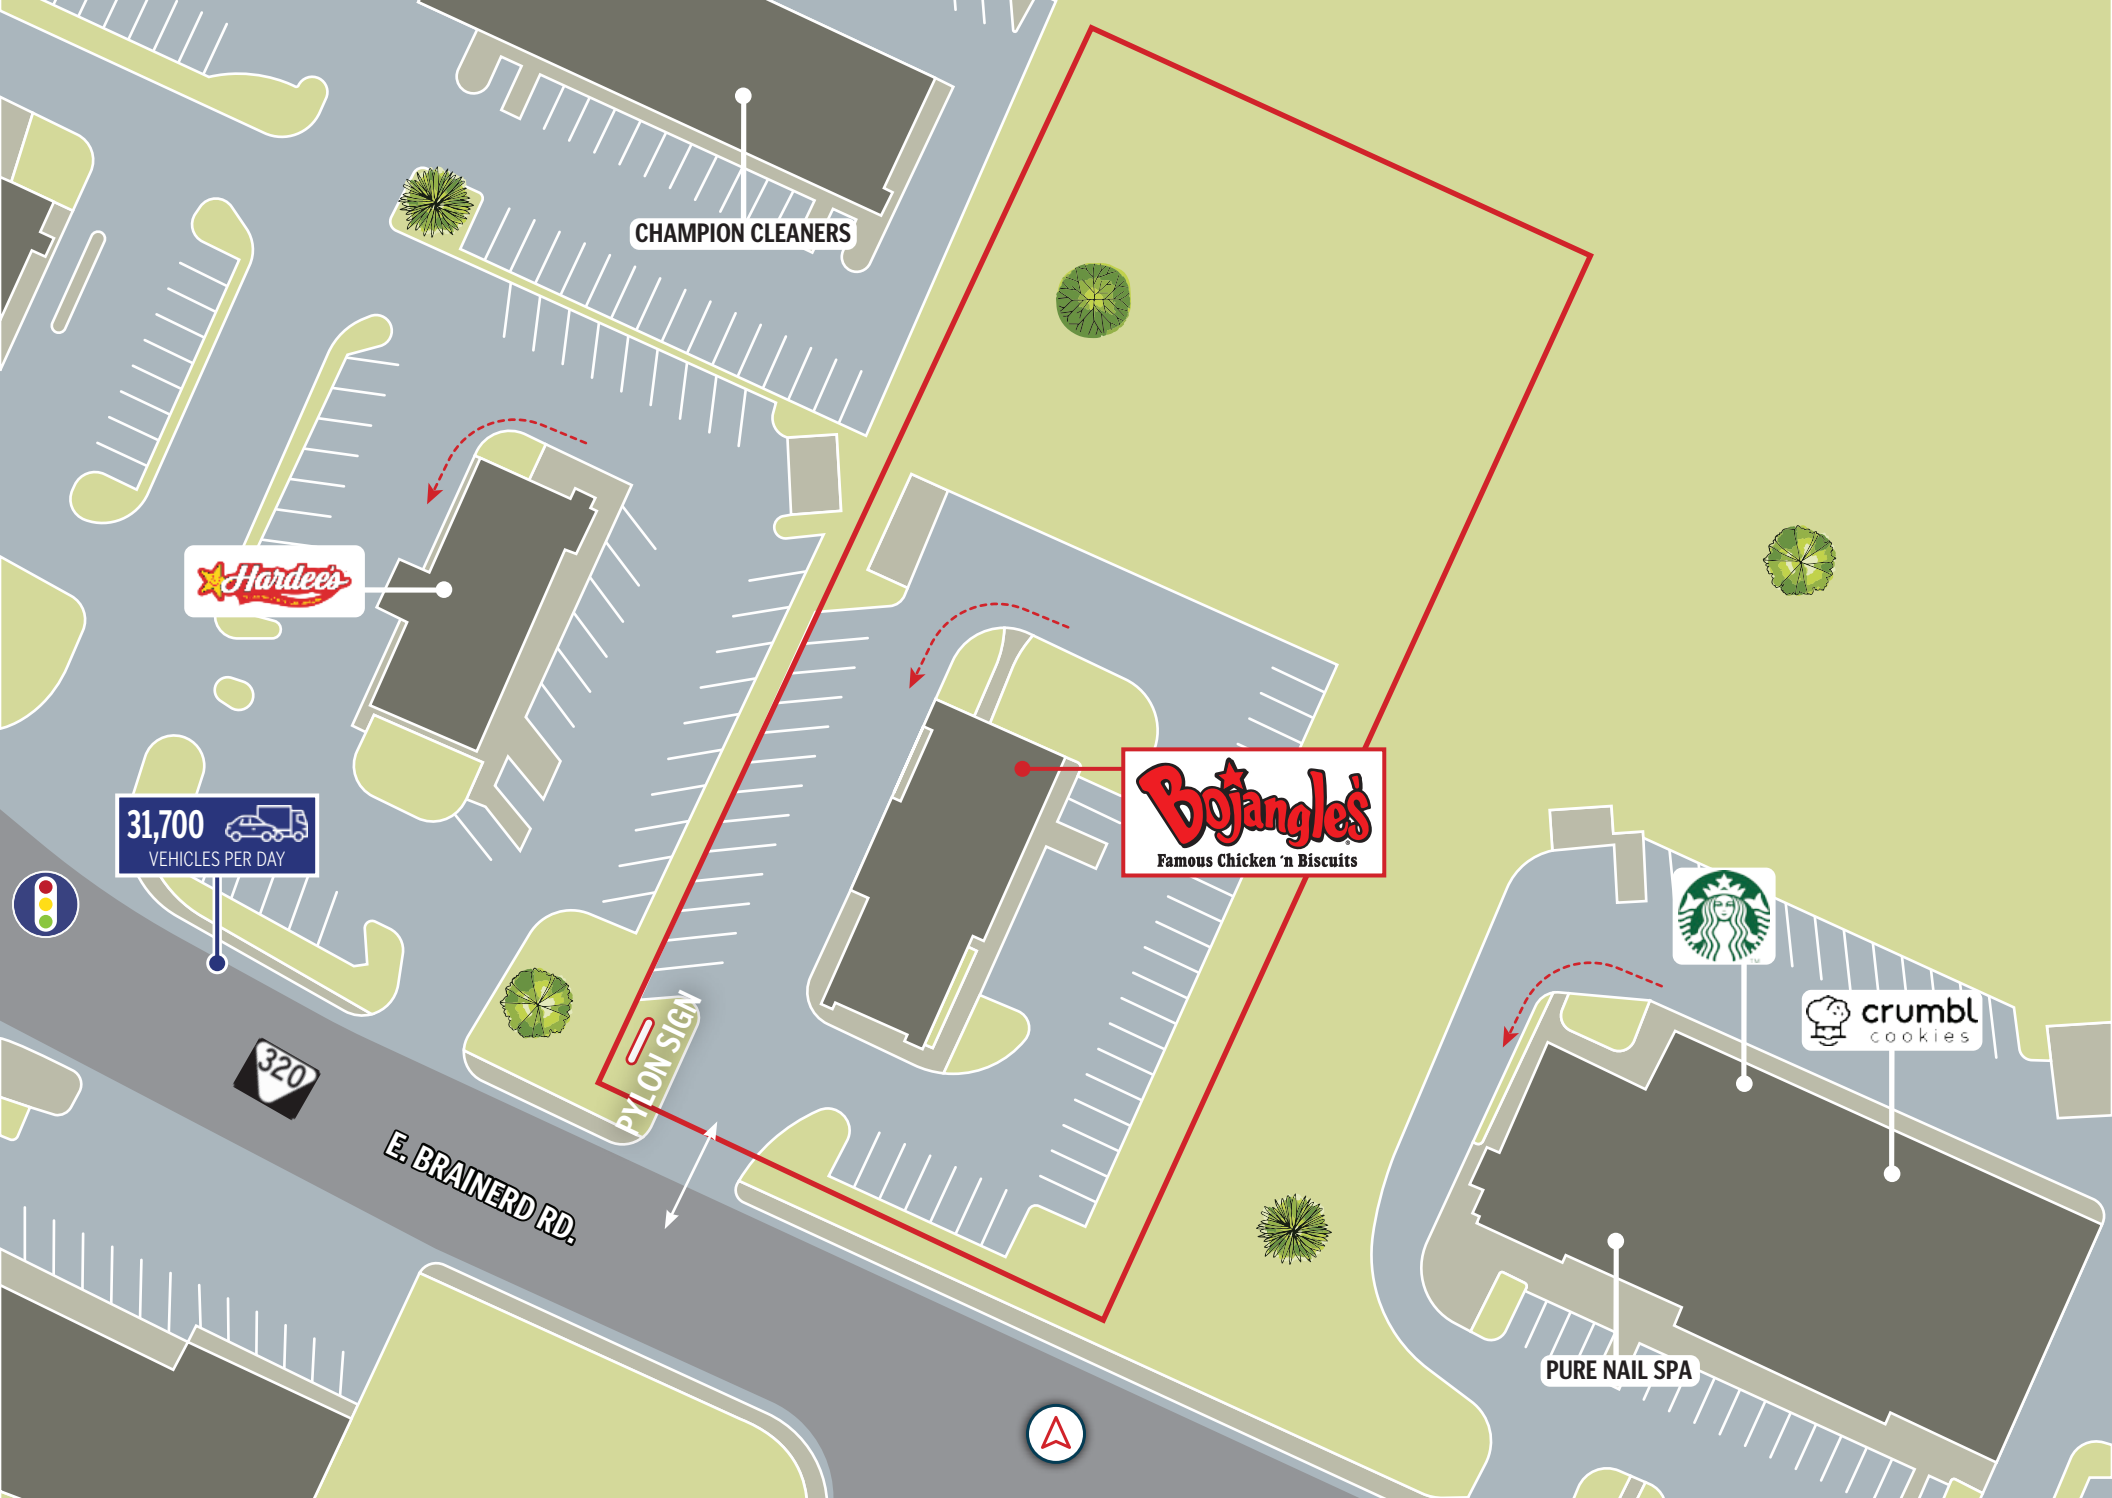 CHAMPION CLEANERS
Hardee's
31,700
VEHICLES PER DAY
Bojangles'
Famous Chicken 'n Biscuits
TM
crumbl
cookies
PYLON SIGN
320
E. BRAINERD RD.
PURE NAIL SPA